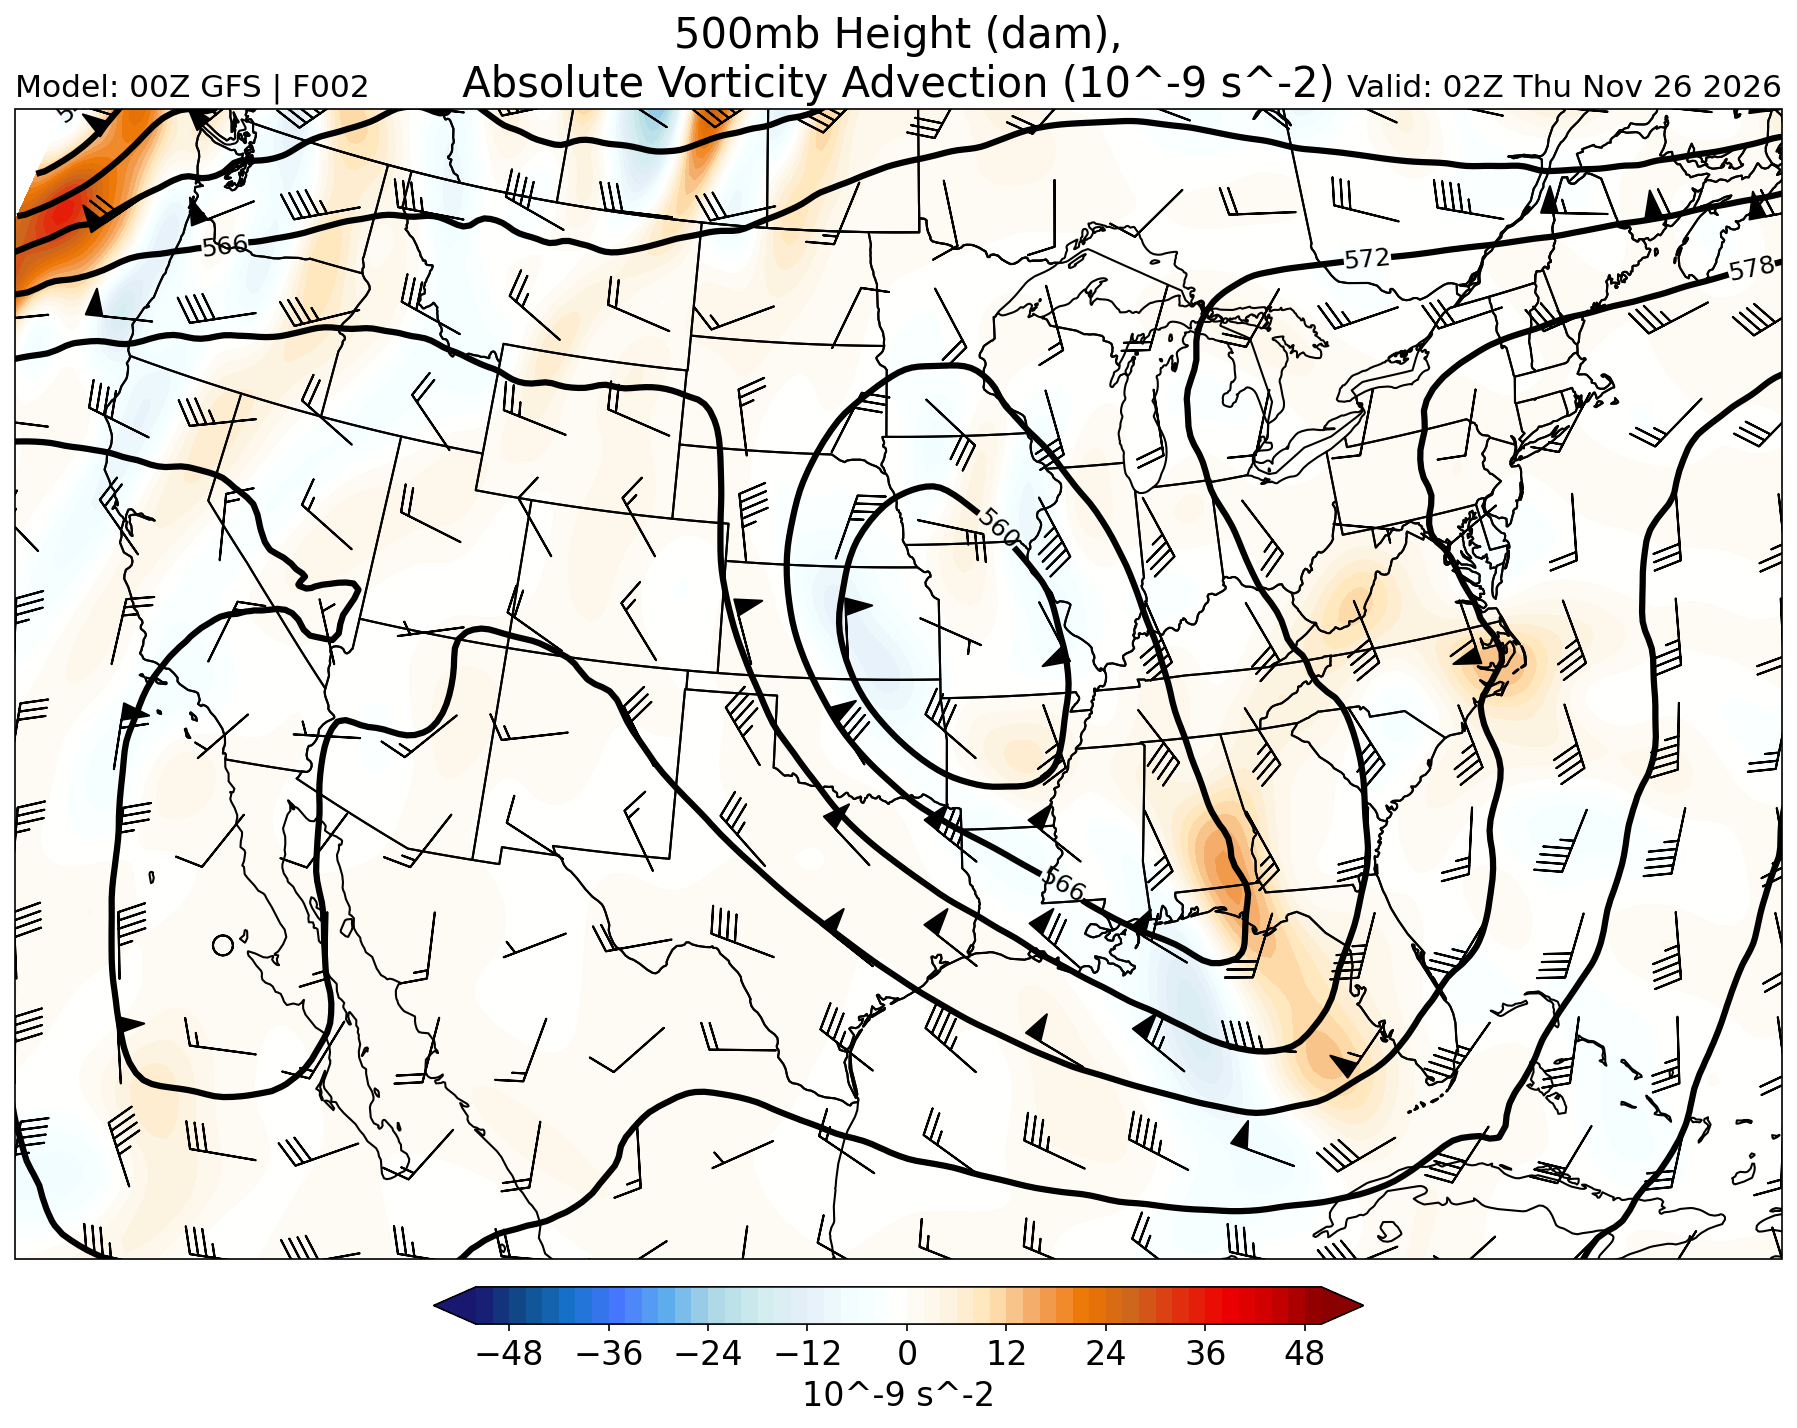 500mb Height (dam),
Model: 00Z GFS | F002
Absolute Vorticity Advection (10^-9 s^-2)
Valid: 02Z Thu Nov 26 2026
566
572
578
560
566
−48 −36 −24 −12 0 12 24 36 48
10^-9 s^-2